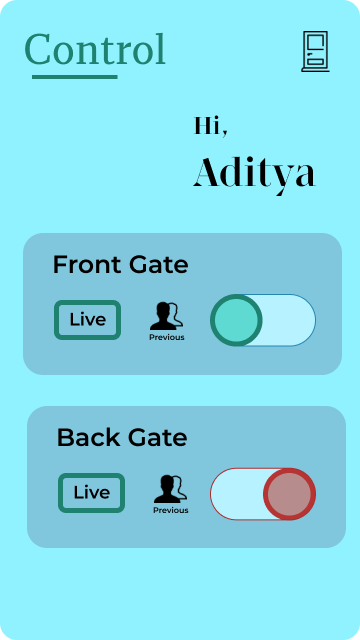 Control
Hi,
Aditya
Front Gate
Live
Previous
Back Gate
Live
Previous